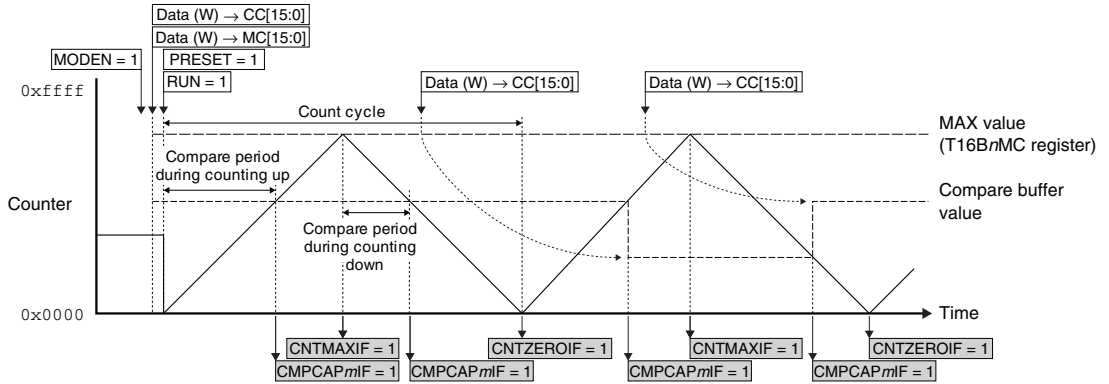 Data (W) → CC[15:0]
Data (W) → MC[15:0]
MODEN = 1
PRESET = 1
RUN = 1
Data (W) → CC[15:0]
Data (W) → CC[15:0]
0xffff
Count cycle
MAX value
(T16BnMC register)
Compare period
during counting up
Compare buffer
value
Counter
Compare period
during counting
down
0x0000
Time
CNTMAXIF = 1
CNTZEROIF = 1
CNTMAXIF = 1
CNTZEROIF = 1
CMPCAPmIF = 1
CMPCAPmIF = 1
CMPCAPmIF = 1
CMPCAPmIF = 1